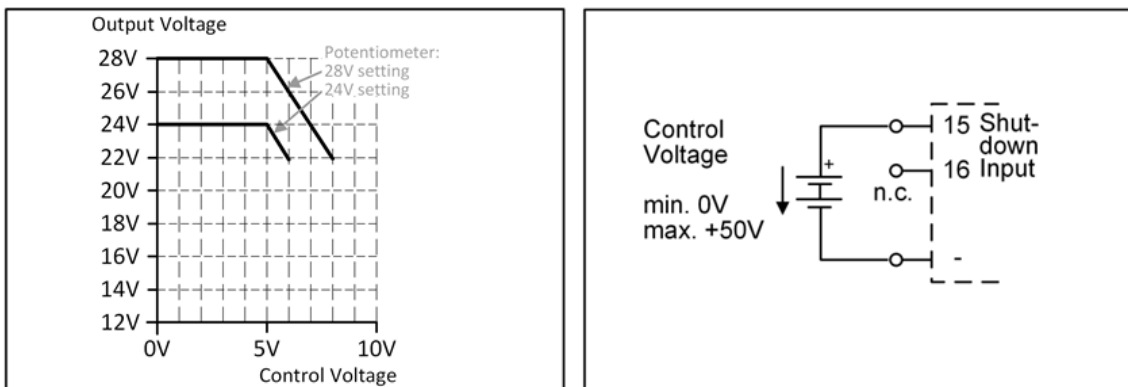 Output Voltage
28V
26V
24V
22V
20V
18V
16V
14V
12V
0V
5V
10V
Control Voltage
Potentiometer:
28V setting
24V setting
Control
Voltage
min. 0V
max. +50V
+
n.c.
15 Shut-
down
16 Input
-